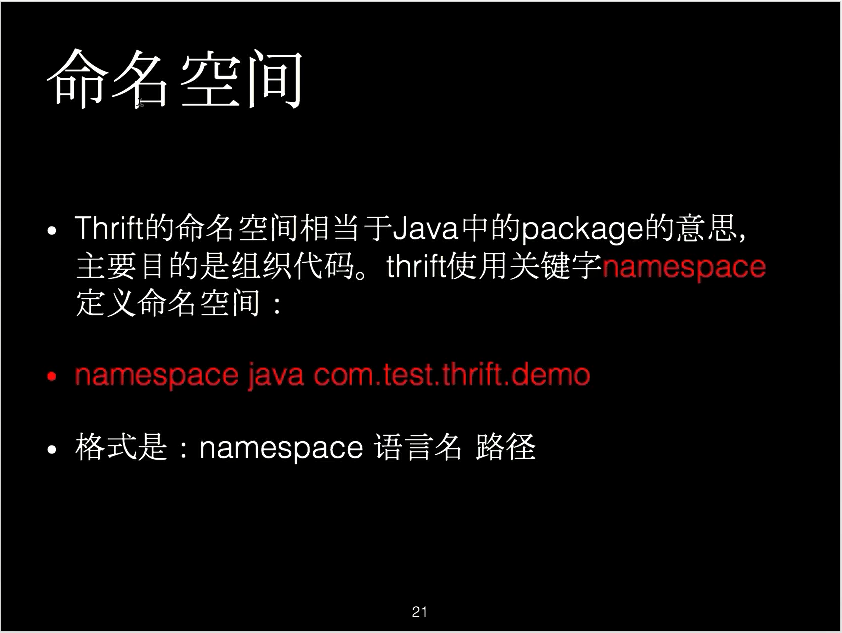 命名空间
• Thrift的命名空间相当于Java中的package的意思,
主要目的是组织代码。thrift使用关键字namespace
定义命名空间：
• namespace java com.test.thrift.demo
• 格式是：namespace 语言名 路径
21